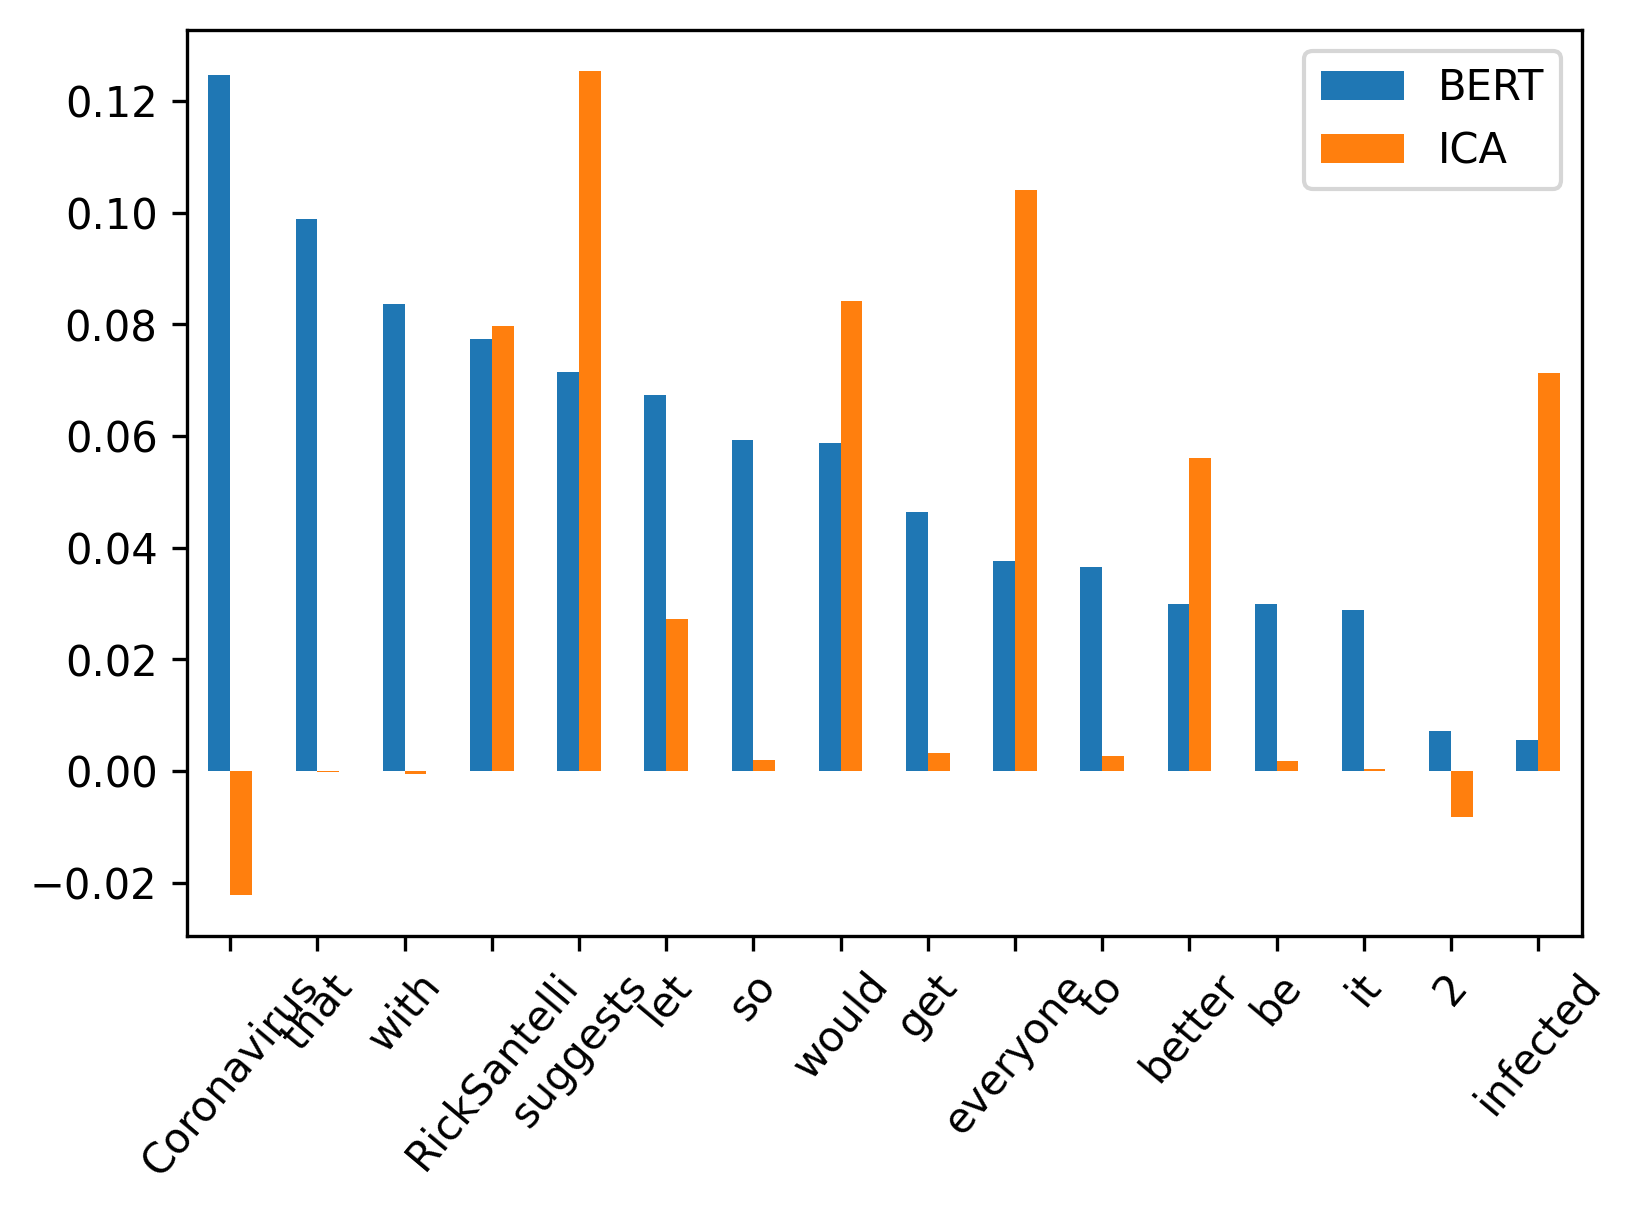 BERT
ICA
0.12
0.10
0.08
0.06
0.04
0.02
0.00
−0.02
Coronavirus
that
with
RickSantelli
suggests
let
so
would
get
everyone
to
better
be
it
2
infected